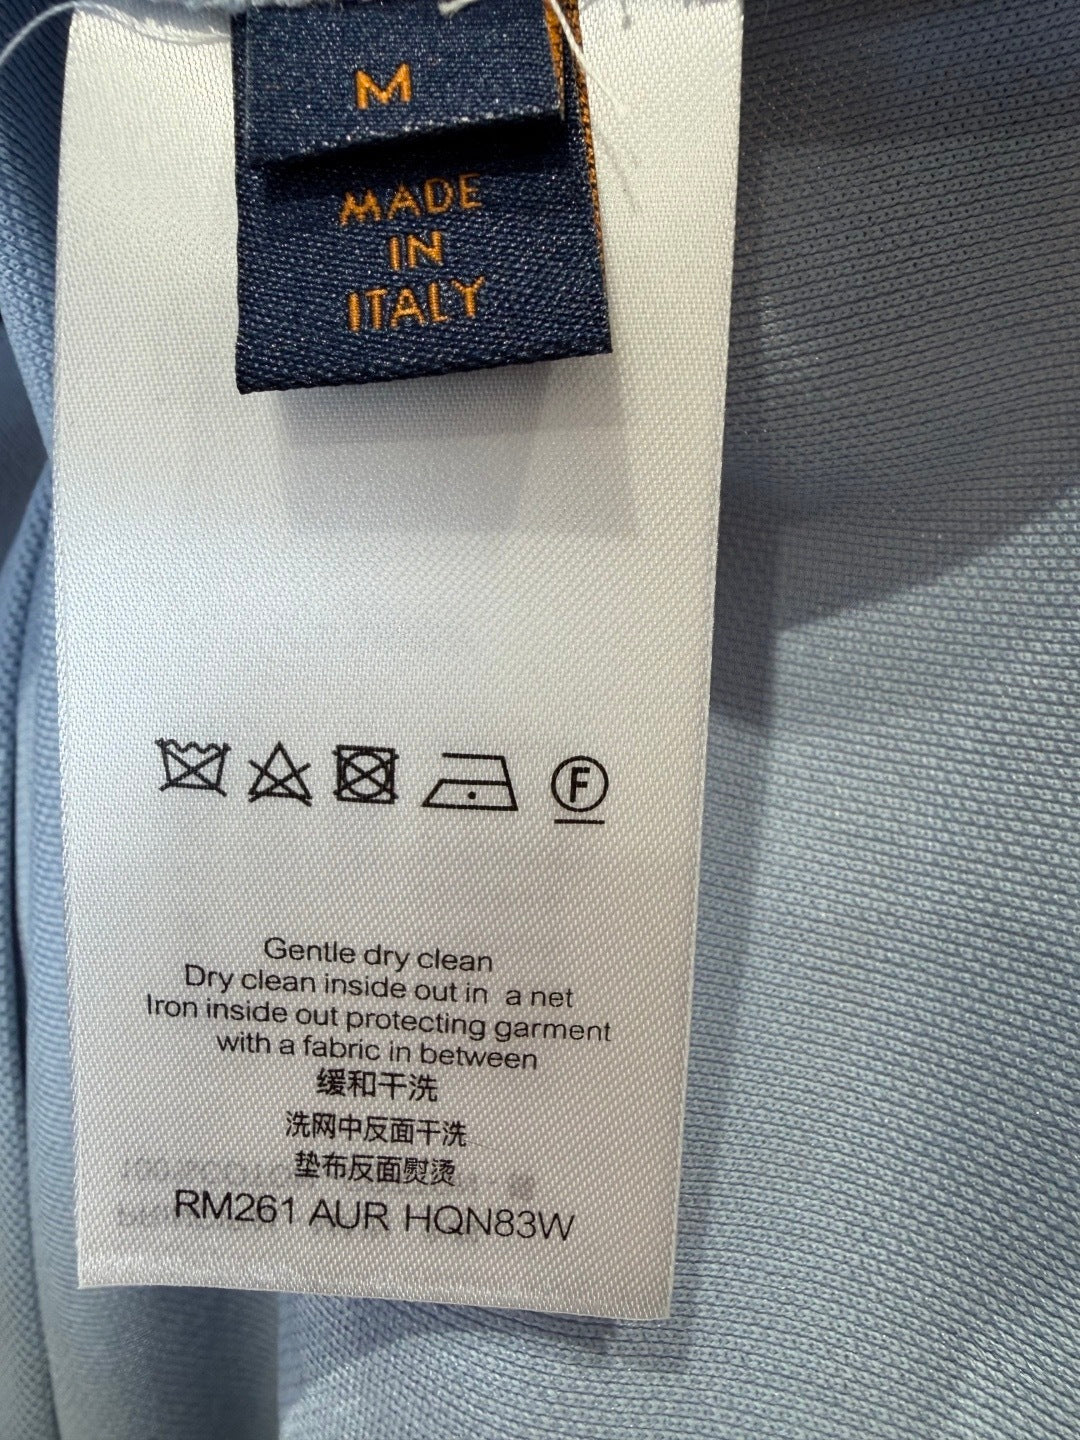 M
MADE
IN
ITALY
F
Gentle dry clean
Dry clean inside out in a net
Iron inside out protecting garment
with a fabric in between
缓和干洗
洗网中反面干洗
垫布反面熨烫
RM261 AUR HQN83W